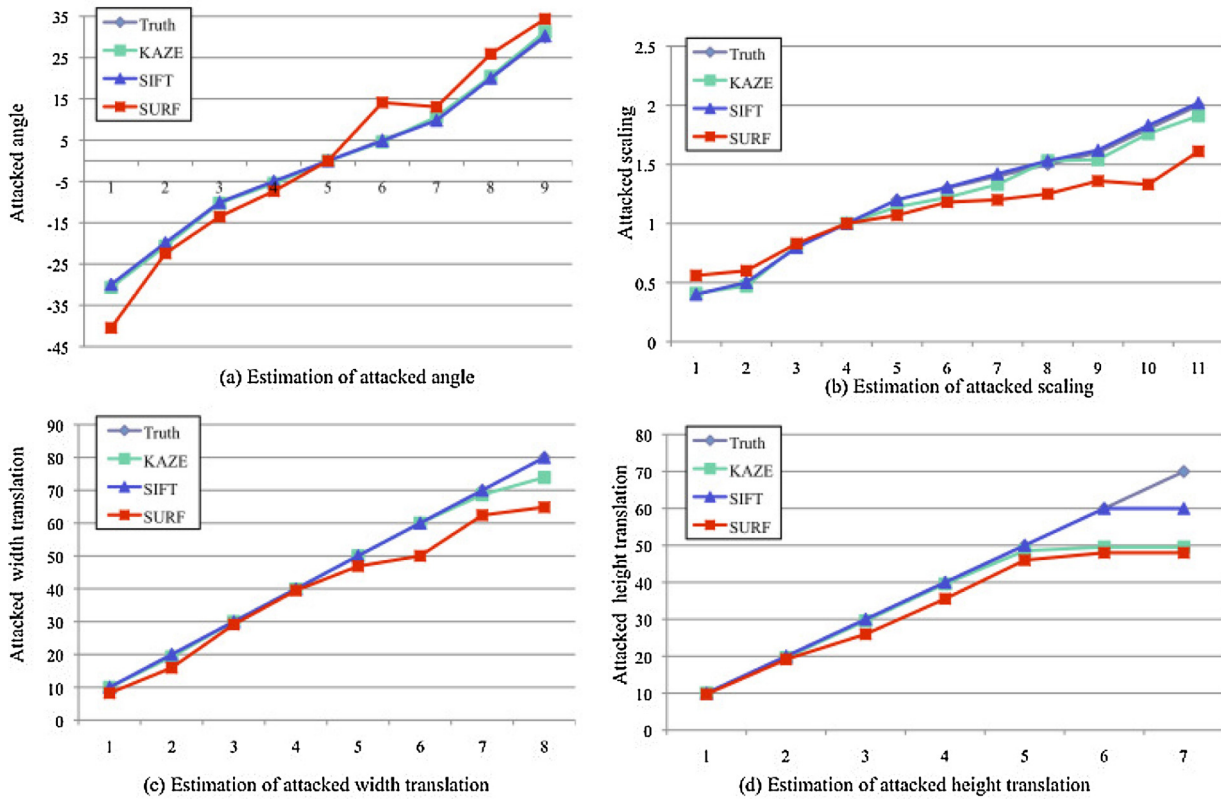 35
25
15
5
-5
-15
-25
-35
-45
Attacked angle
Truth
KAZE
SIFT
SURF
1 2 3 4 5 6 7 8 9
(a) Estimation of attacked angle
2.5
2
1.5
1
0.5
0
Attacked scaling
Truth
KAZE
SIFT
SURF
1 2 3 4 5 6 7 8 9 10 11
(b) Estimation of attacked scaling
90
80
70
60
50
40
30
20
10
0
Attacked width translation
Truth
KAZE
SIFT
SURF
1 2 3 4 5 6 7 8
(c) Estimation of attacked width translation
80
70
60
50
40
30
20
10
0
Attacked height translation
Truth
KAZE
SIFT
SURF
1 2 3 4 5 6 7
(d) Estimation of attacked height translation